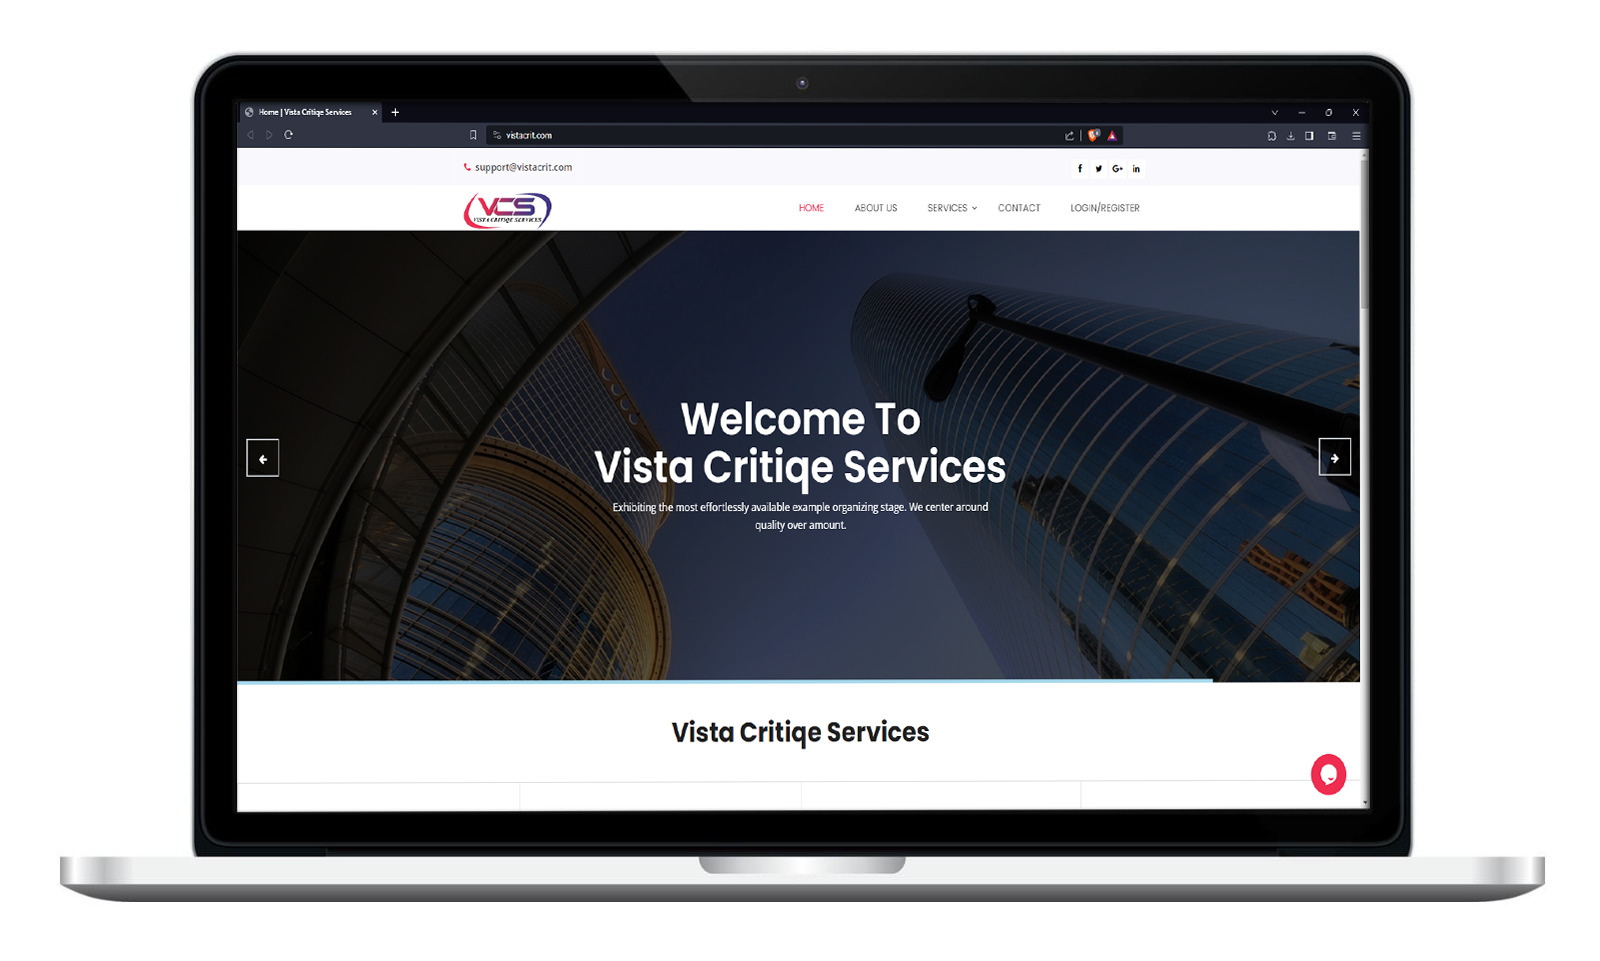 Home | Vista Critiqe Services
vistacrit.com
support@vistacrit.com
f G+ in
VCS
VISTA CRITIQE SERVICES
HOME ABOUT US SERVICES CONTACT LOGIN/REGISTER
Welcome To
Vista Critiqe Services
Exhibiting the most effortlessly available example organizing stage. We center around
quality over amount.
Vista Critiqe Services